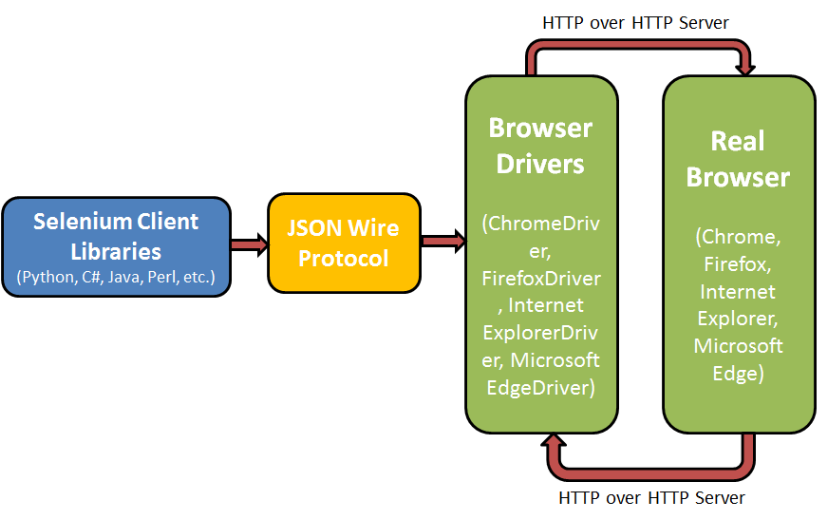 HTTP over HTTP Server
Browser
Drivers
(ChromeDriv
er,
FirefoxDriver
, Internet
ExplorerDriv
er, Microsoft
EdgeDriver)
Real
Browser
(Chrome,
Firefox,
Internet
Explorer,
Microsoft
Edge)
Selenium Client
Libraries
(Python, C#, Java, Perl, etc.)
JSON Wire
Protocol
HTTP over HTTP Server